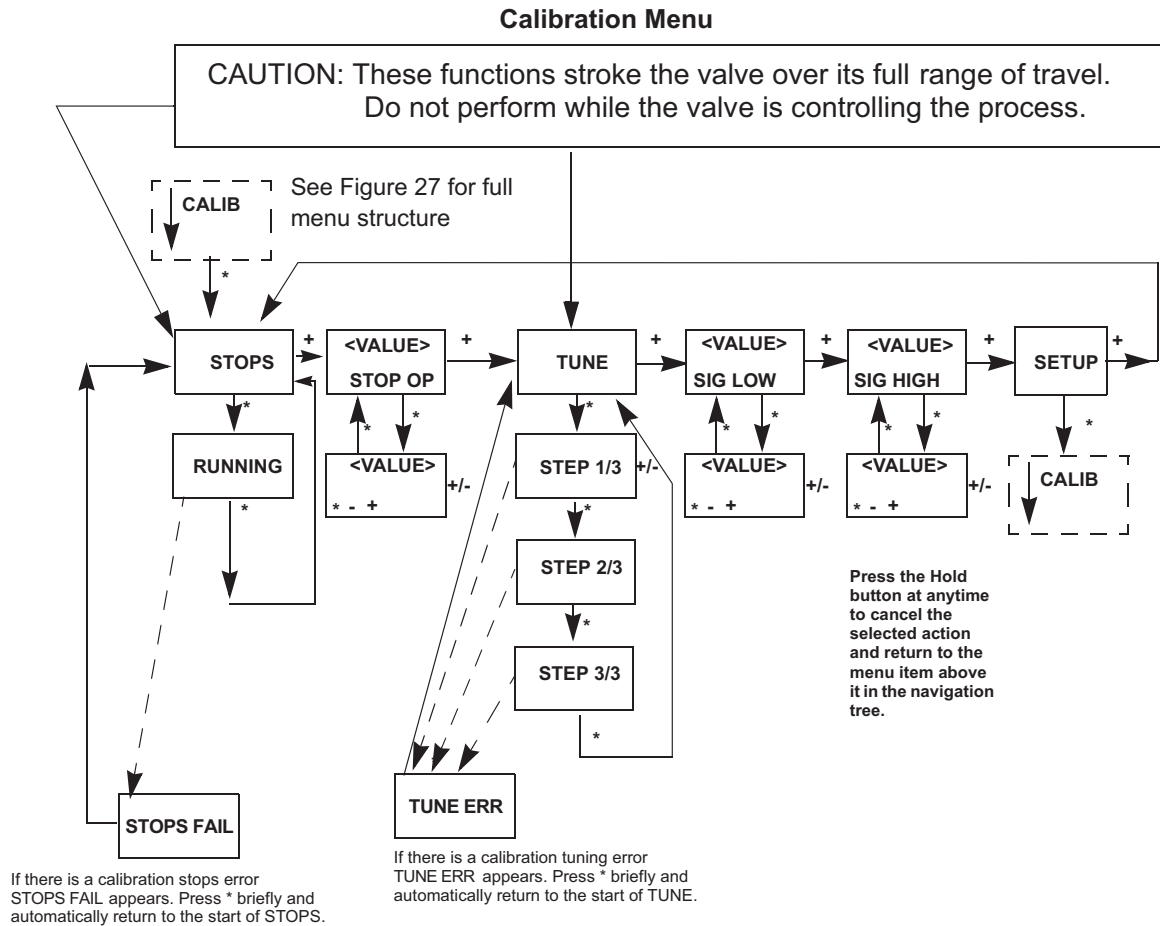 Calibration Menu
CAUTION: These functions stroke the valve over its full range of travel.
Do not perform while the valve is controlling the process.
CALIB
See Figure 27 for full
menu structure
*
STOPS
+
<VALUE>
STOP OP
+
TUNE
+
<VALUE>
SIG LOW
+
<VALUE>
SIG HIGH
+
SETUP
+
*
*
*
*
*
*
*
*
*
RUNNING
<VALUE>
* - +
+/-
STEP 1/3
+/-
<VALUE>
* - +
+/-
<VALUE>
* - +
+/-
CALIB
*
*
STEP 2/3
*
STEP 3/3
*
Press the Hold
button at anytime
to cancel the
selected action
and return to the
menu item above
it in the navigation
tree.
STOPS FAIL
TUNE ERR
If there is a calibration stops error
STOPS FAIL appears. Press * briefly and
automatically return to the start of STOPS.
If there is a calibration tuning error
TUNE ERR appears. Press * briefly and
automatically return to the start of TUNE.